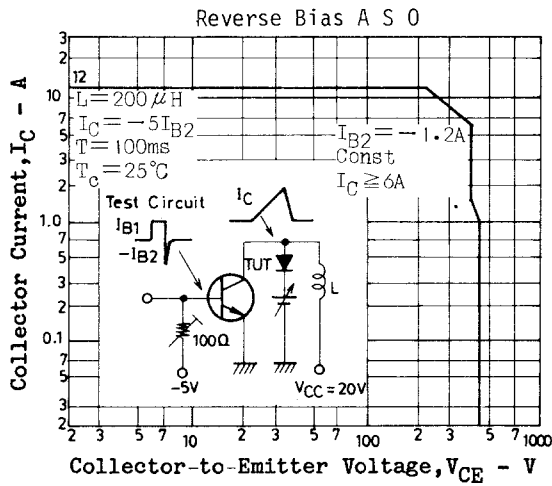 Reverse Bias A S O
Collector Current, IC - A
3
2
10
7
5
3
2
1.0
7
5
3
2
0.1
7
5
3
2
12
L=200μH
IC=-5IB2
T=100ms
Tc=25°C
IB2=-1.2A
Const
IC≧6A
Test Circuit
IB1
-IB2
IC
TUT
L
100Ω
-5V
VCC=20V
2 3 5 7 10 2 3 5 7 100 2 3 5 7 1000
Collector-to-Emitter Voltage, VCE - V